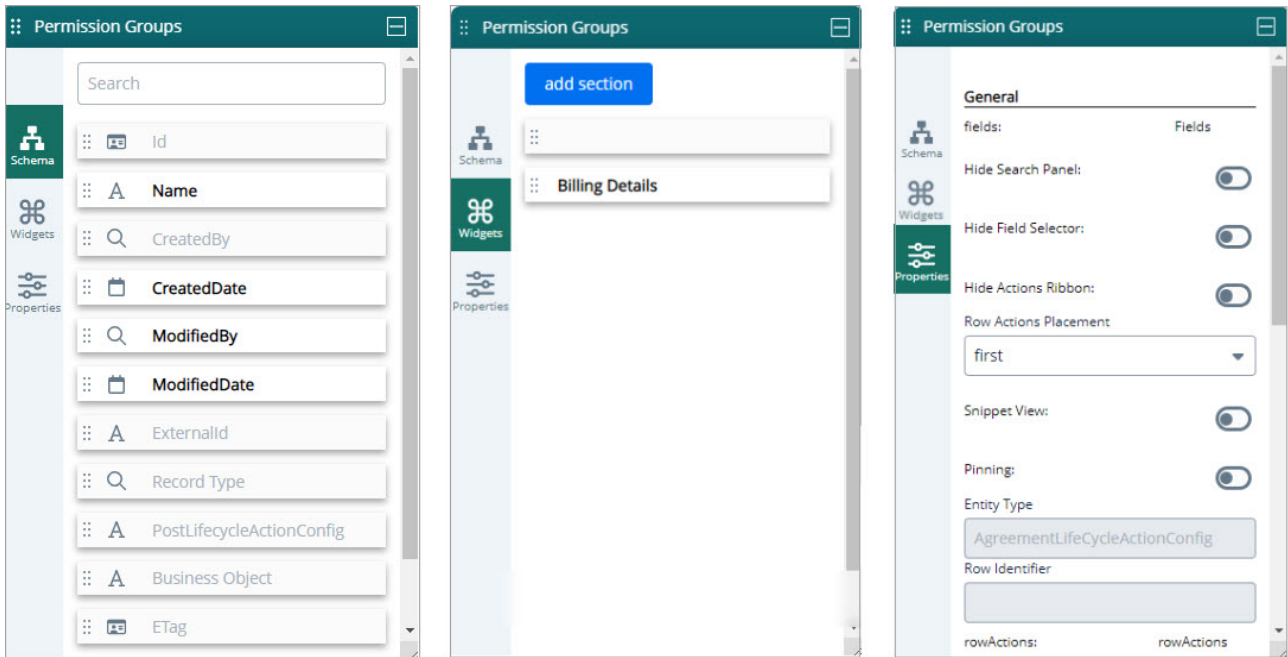 Permission Groups
Search
Schema
Widgets
Properties
Id
Name
CreatedBy
CreatedDate
ModifiedBy
ModifiedDate
ExternalId
Record Type
PostLifecycleActionConfig
Business Object
ETag
Permission Groups
add section
Schema
Widgets
Properties
Billing Details
Permission Groups
Schema
Widgets
Properties
General
fields: Fields
Hide Search Panel:
Hide Field Selector:
Hide Actions Ribbon:
Row Actions Placement
first
Snippet View:
Pinning:
Entity Type
AgreementLifeCycleActionConfig
Row Identifier
rowActions: rowActions